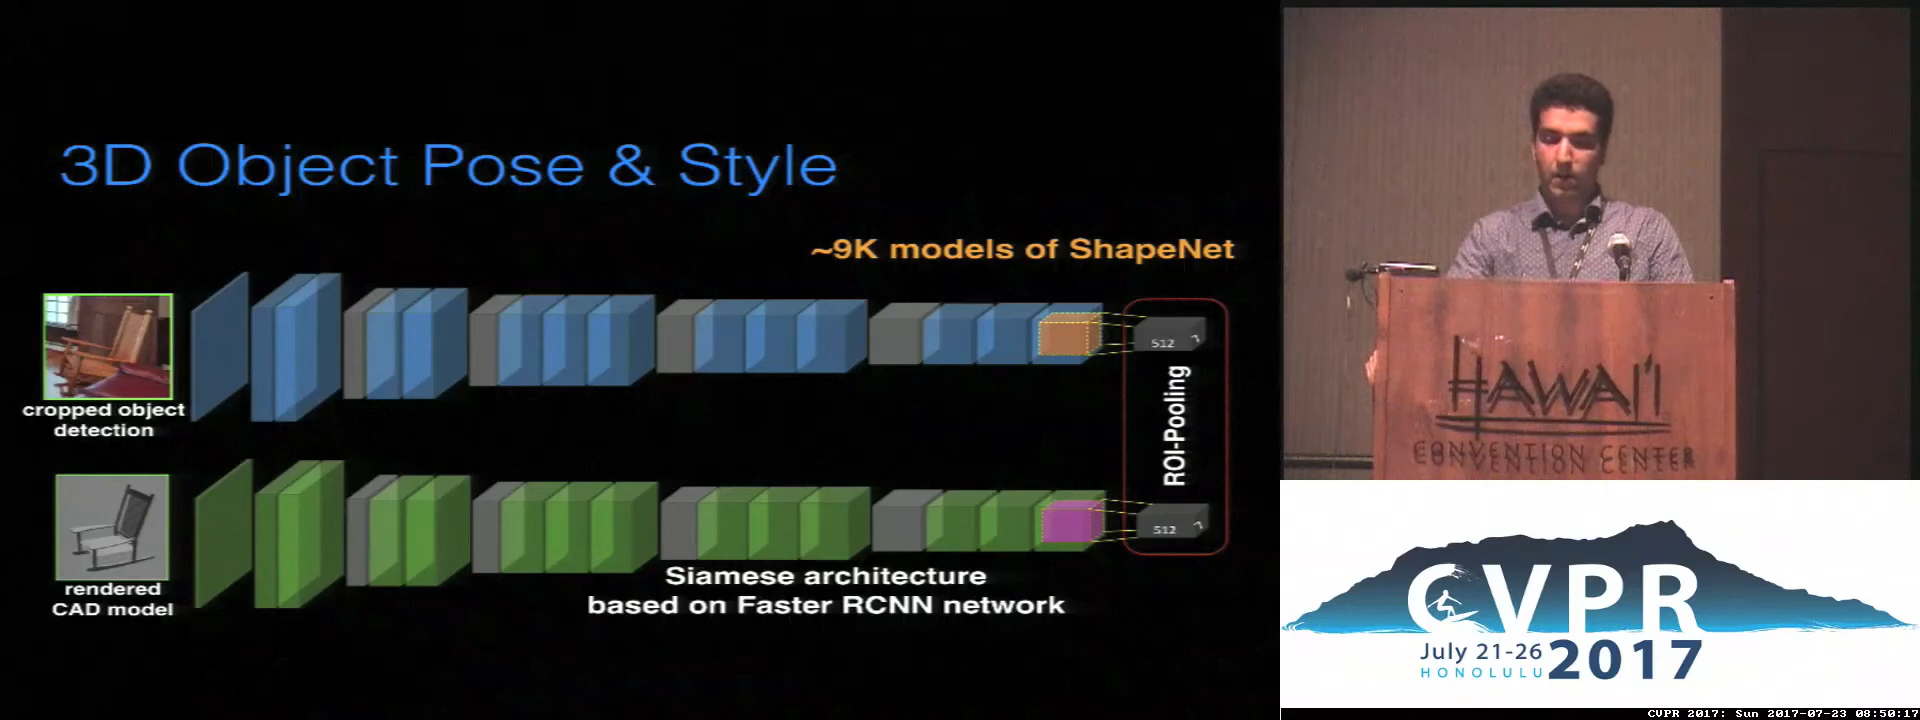 3D Object Pose & Style
~9K models of ShapeNet
cropped object
detection
512
7
ROI-Pooling
512
7
rendered
CAD model
Siamese architecture
based on Faster RCNN network
HAWAI'I
CONVENTION CENTER
CVPR
July 21-26
HONOLULU
2017
CVPR 2017: Sun 2017-07-23 08:50:17